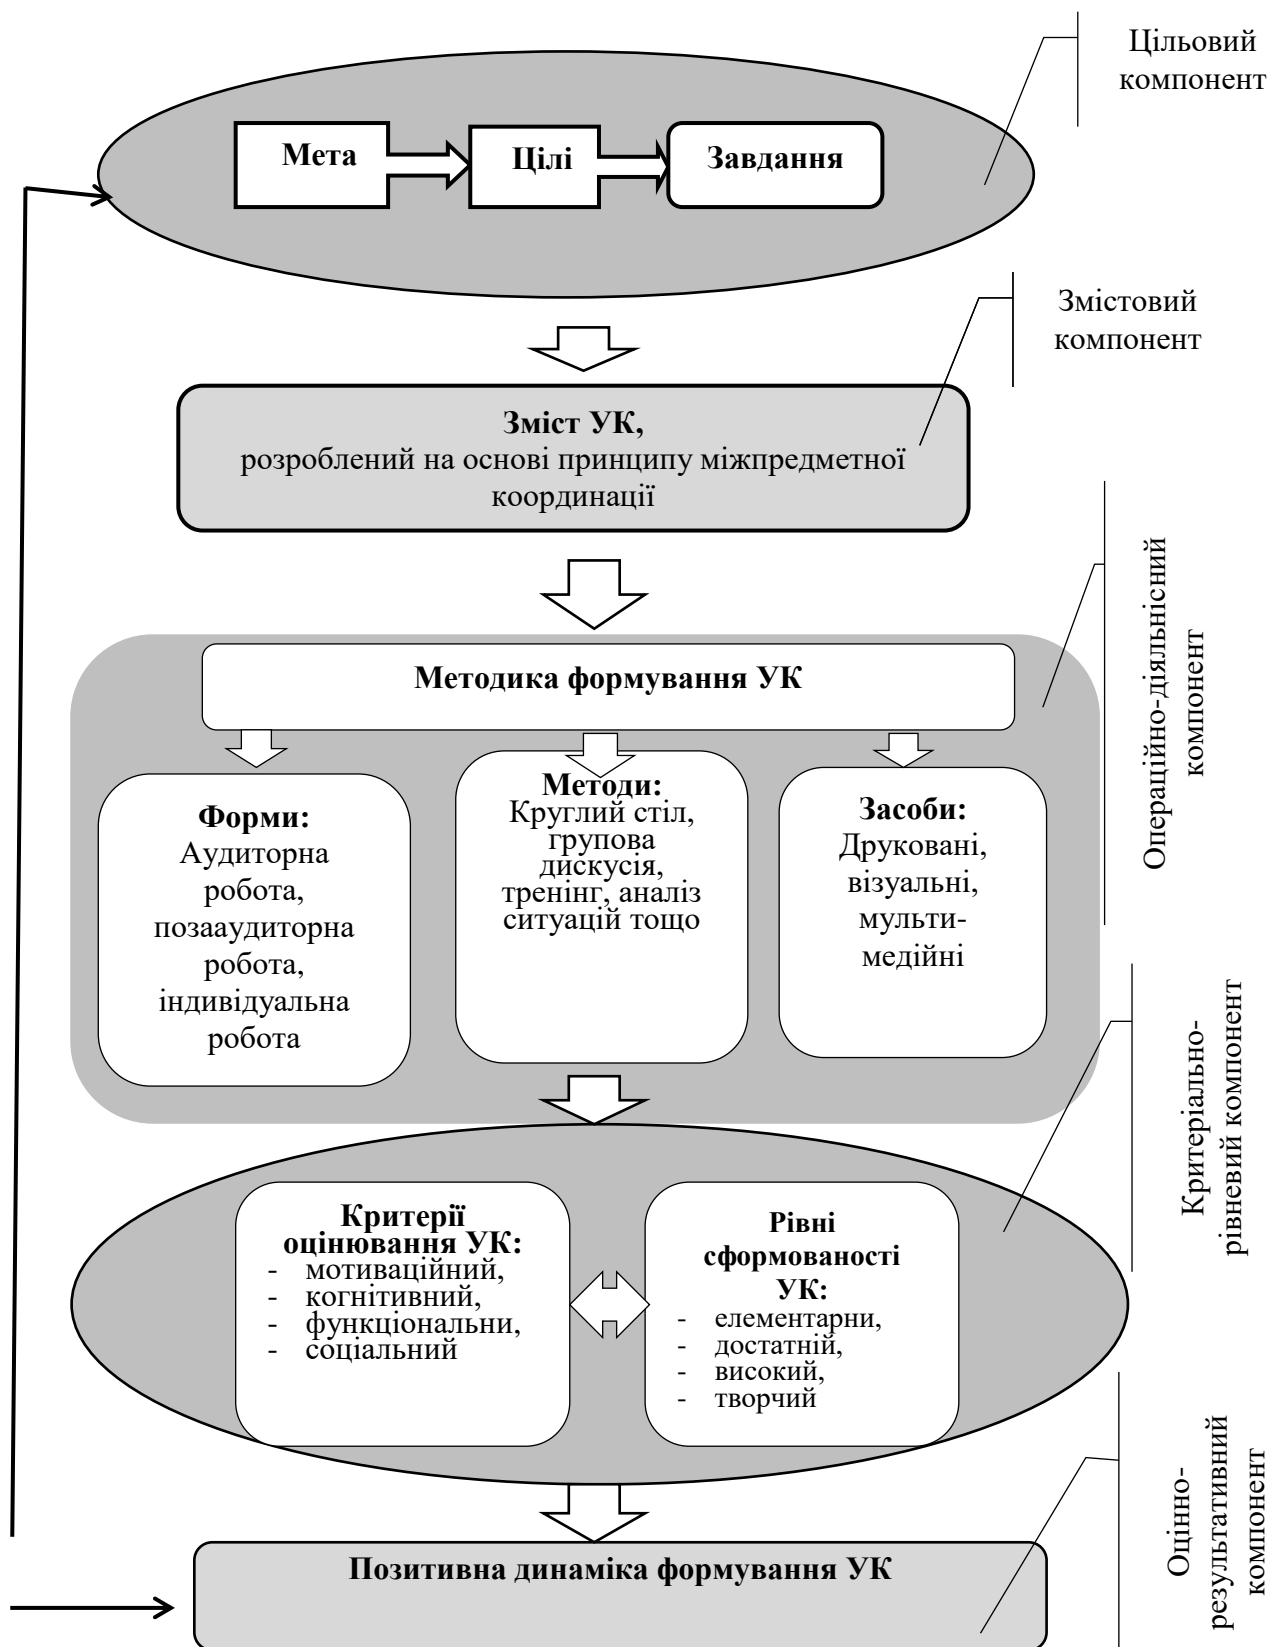 Цільовий
компонент
Мета
Цілі
Завдання
Змістовий
компонент
Зміст УК,
розроблений на основі принципу міжпредметної
координації
Операційно-діяльнісний
компонент
Методика формування УК
Форми:
Аудиторна
робота,
позааудиторна
робота,
індивідуальна
робота
Методи:
Круглий стіл,
групова
дискусія,
тренінг, аналіз
ситуацій тощо
Засоби:
Друковані,
візуальні,
мульти-
медійні
Критеріально-
рівневий компонент
Критерії
оцінювання УК:
- мотиваційний,
- когнітивний,
- функціональни,
- соціальний
Рівні
сформованості
УК:
- елементарни,
- достатній,
- високий,
- творчий
Оцінно-
результативний
компонент
Позитивна динаміка формування УК